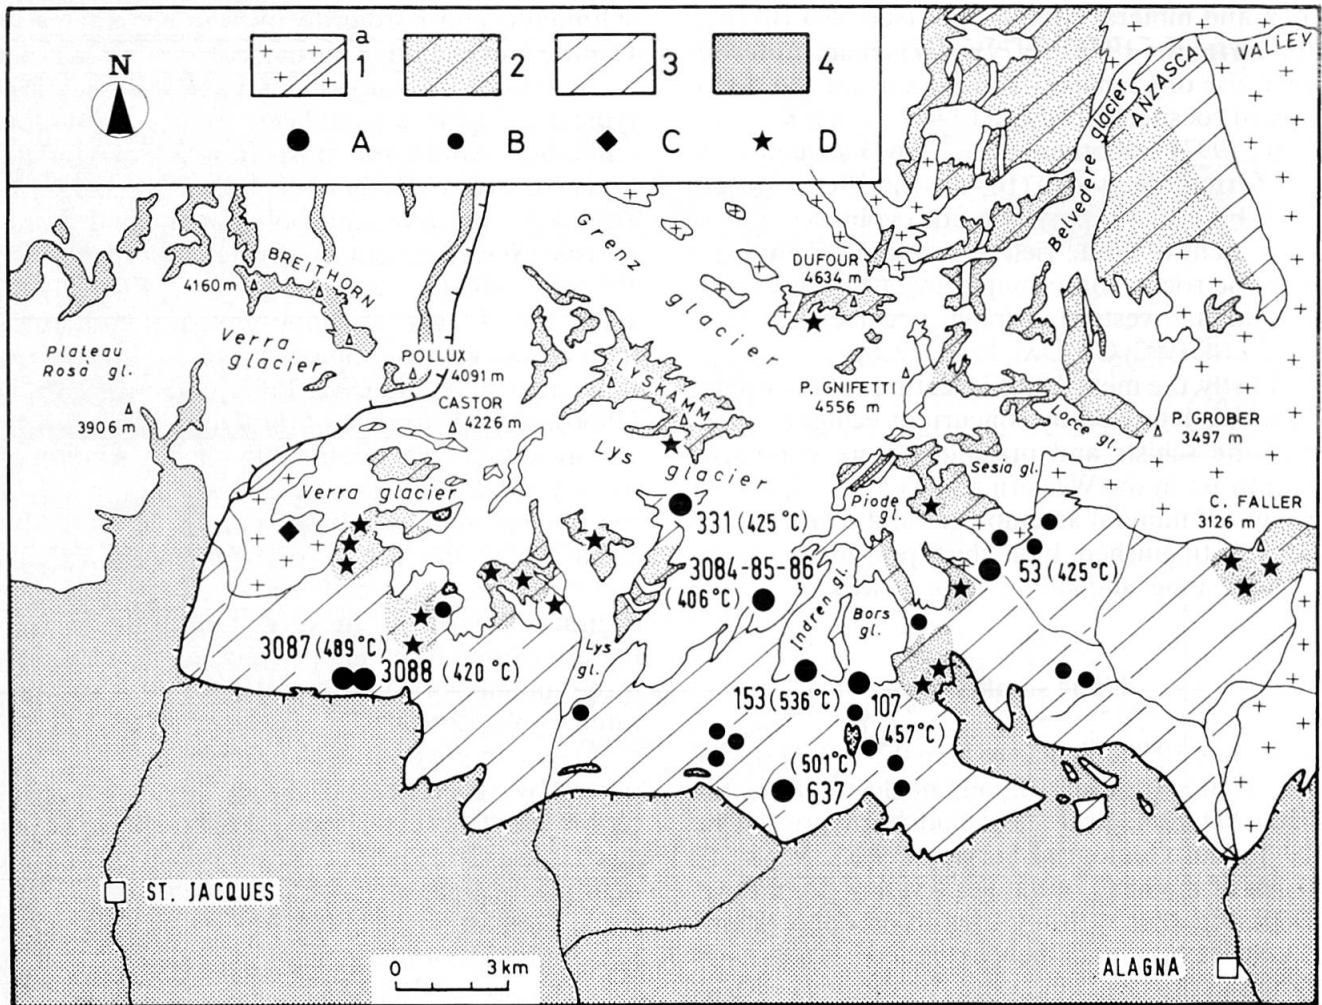 a
N
1
2
3
4
A
B
C
D
ANZASCA VALLEY
Belvedere glacier
Grenz glacier
BREITHORN
4160 m
DUFOUR
4634 m
Verra
glacier
Plateau
Rosà gl.
POLLUX
4091 m
LYSKAMM
P. GNIFETTI
4556 m
CASTOR
4226 m
3906 m
Locce gl.
P. GROBER
3497 m
Lys glacier
Sesia gl.
Verra glacier
Piode
gl.
C. FALLER
3126 m
331 (425 °C)
3084-85-86
(406 °C)
53 (425 °C)
Indren gl.
Bors
gl.
3087 (489 °C)
3088 (420 °C)
Lys
gl.
153 (536 °C)
107
(457 °C)
(501 °C)
637
ST. JACQUES
0 3 km
ALAGNA